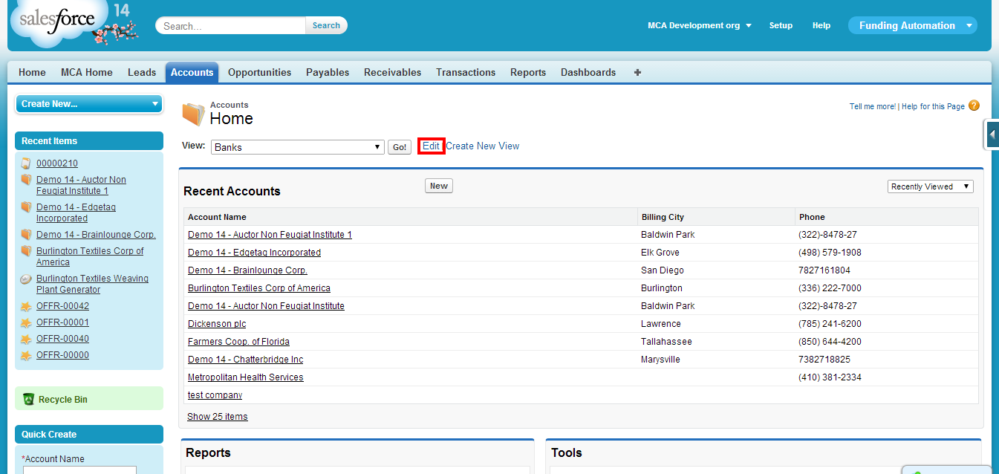 salesforce 14
Search... Search
MCA Development org Setup Help Funding Automation
Home MCA Home Leads Accounts Opportunities Payables Receivables Transactions Reports Dashboards +
Create New...
Recent Items
00000210
Demo 14 - Auctor Non
Feugiat Institute 1
Demo 14 - Edgetag
Incorporated
Demo 14 - Brainlounge Corp.
Burlington Textiles Corp of
America
Burlington Textiles Weaving
Plant Generator
OFFR-00042
OFFR-00001
OFFR-00040
OFFR-00000
Recycle Bin
Quick Create
*Account Name
Accounts
Home
Tell me more! | Help for this Page ?
View: Banks Go! Edit Create New View
Recent Accounts New Recently Viewed
Account Name Billing City Phone
Demo 14 - Auctor Non Feugiat Institute 1 Baldwin Park (322)-8478-27
Demo 14 - Edgetag Incorporated Elk Grove (498) 579-1908
Demo 14 - Brainlounge Corp. San Diego 7827161804
Burlington Textiles Corp of America Burlington (336) 222-7000
Demo 14 - Auctor Non Feugiat Institute Baldwin Park (322)-8478-27
Dickenson plc Lawrence (785) 241-6200
Farmers Coop. of Florida Tallahassee (850) 644-4200
Demo 14 - Chatterbridge Inc Marysville 7382718825
Metropolitan Health Services (410) 381-2334
test company
Show 25 items
Reports Tools